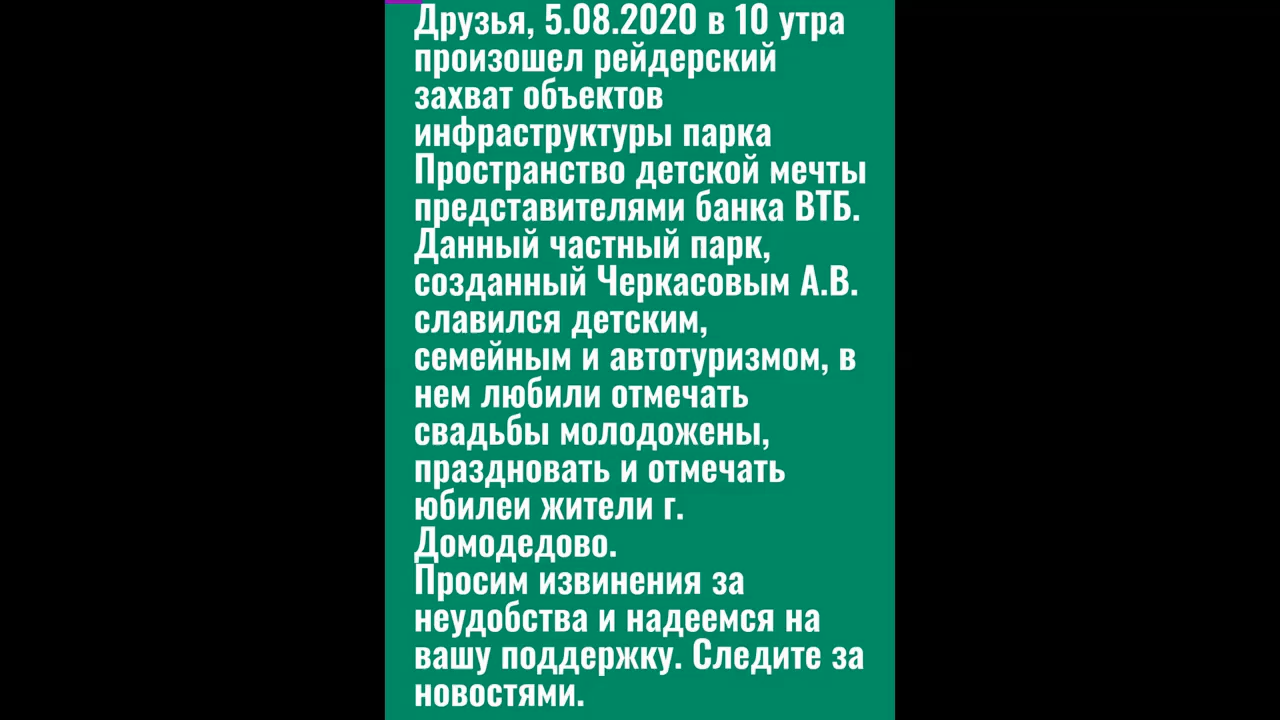 Друзья, 5.08.2020 в 10 утра
произошел рейдерский
захват объектов
инфраструктуры парка
Пространство детской мечты
представителями банка ВТБ.
Данный частный парк,
созданный Черкасовым А.В.
славился детским,
семейным и автотуризмом, в
нем любили отмечать
свадьбы молодожены,
праздновать и отмечать
юбилеи жители г.
Домодедово.
Просим извинения за
неудобства и надеемся на
вашу поддержку. Следите за
новостями.